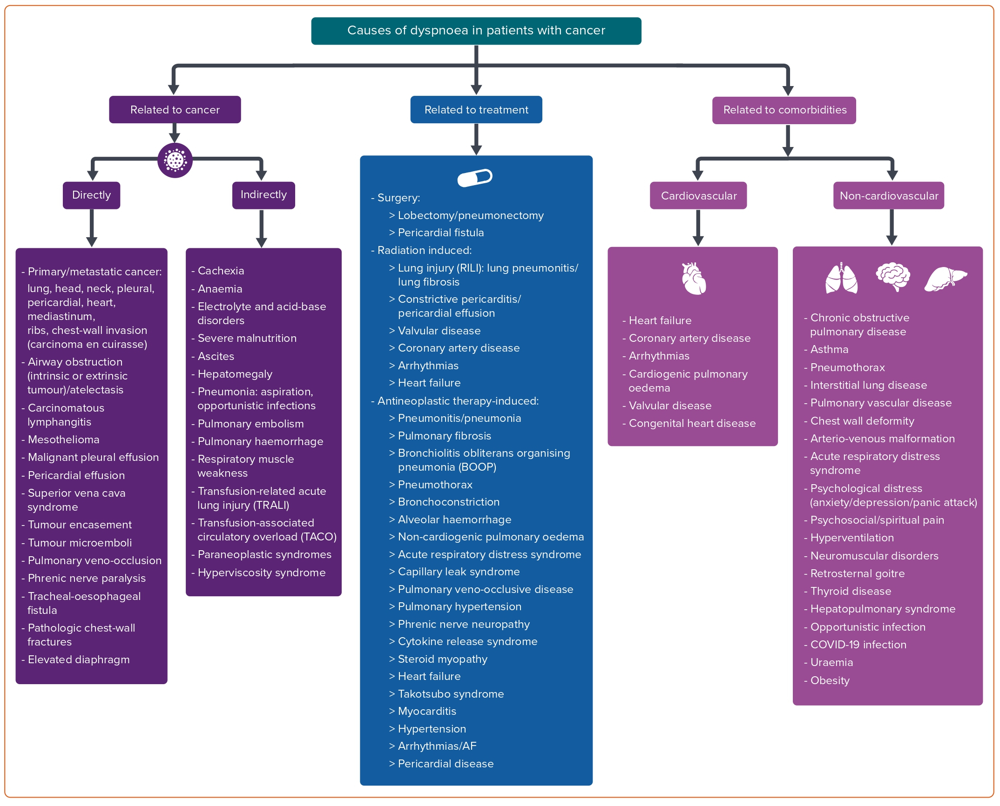 Causes of dyspnoea in patients with cancer
Related to cancer
Related to treatment
Related to comorbidities
Directly
Indirectly
Cardiovascular
Non-cardiovascular
- Primary/metastatic cancer:
lung, head, neck, pleural,
pericardial, heart,
mediastinum,
ribs, chest-wall invasion
(carcinoma en cuirasse)
- Airway obstruction
(intrinsic or extrinsic
tumour)/atelectasis
- Carcinomatous
lymphangitis
- Mesothelioma
- Malignant pleural effusion
- Pericardial effusion
- Superior vena cava
syndrome
- Tumour encasement
- Tumour microemboli
- Pulmonary veno-occlusion
- Phrenic nerve paralysis
- Tracheal-oesophageal
fistula
- Pathologic chest-wall
fractures
- Elevated diaphragm
- Cachexia
- Anaemia
- Electrolyte and acid-base
disorders
- Severe malnutrition
- Ascites
- Hepatomegaly
- Pneumonia: aspiration,
opportunistic infections
- Pulmonary embolism
- Pulmonary haemorrhage
- Respiratory muscle
weakness
- Transfusion-related acute
lung injury (TRALI)
- Transfusion-associated
circulatory overload (TACO)
- Paraneoplastic syndromes
- Hyperviscosity syndrome
- Surgery:
> Lobectomy/pneumonectomy
> Pericardial fistula
- Radiation induced:
> Lung injury (RILI): lung pneumonitis/
lung fibrosis
> Constrictive pericarditis/
pericardial effusion
> Valvular disease
> Coronary artery disease
> Arrhythmias
> Heart failure
- Antineoplastic therapy-induced:
> Pneumonitis/pneumonia
> Pulmonary fibrosis
> Bronchiolitis obliterans organising
pneumonia (BOOP)
> Pneumothorax
> Bronchoconstriction
> Alveolar haemorrhage
> Non-cardiogenic pulmonary oedema
> Acute respiratory distress syndrome
> Capillary leak syndrome
> Pulmonary veno-occlusive disease
> Pulmonary hypertension
> Phrenic nerve neuropathy
> Cytokine release syndrome
> Steroid myopathy
> Heart failure
> Takotsubo syndrome
> Myocarditis
> Hypertension
> Arrhythmias/AF
> Pericardial disease
- Heart failure
- Coronary artery disease
- Arrhythmias
- Cardiogenic pulmonary
oedema
- Valvular disease
- Congenital heart disease
- Chronic obstructive
pulmonary disease
- Asthma
- Pneumothorax
- Interstitial lung disease
- Pulmonary vascular disease
- Chest wall deformity
- Arterio-venous malformation
- Acute respiratory distress
syndrome
- Psychological distress
(anxiety/depression/panic attack)
- Psychosocial/spiritual pain
- Hyperventilation
- Neuromuscular disorders
- Retrosternal goitre
- Thyroid disease
- Hepatopulmonary syndrome
- Opportunistic infection
- COVID-19 infection
- Uraemia
- Obesity